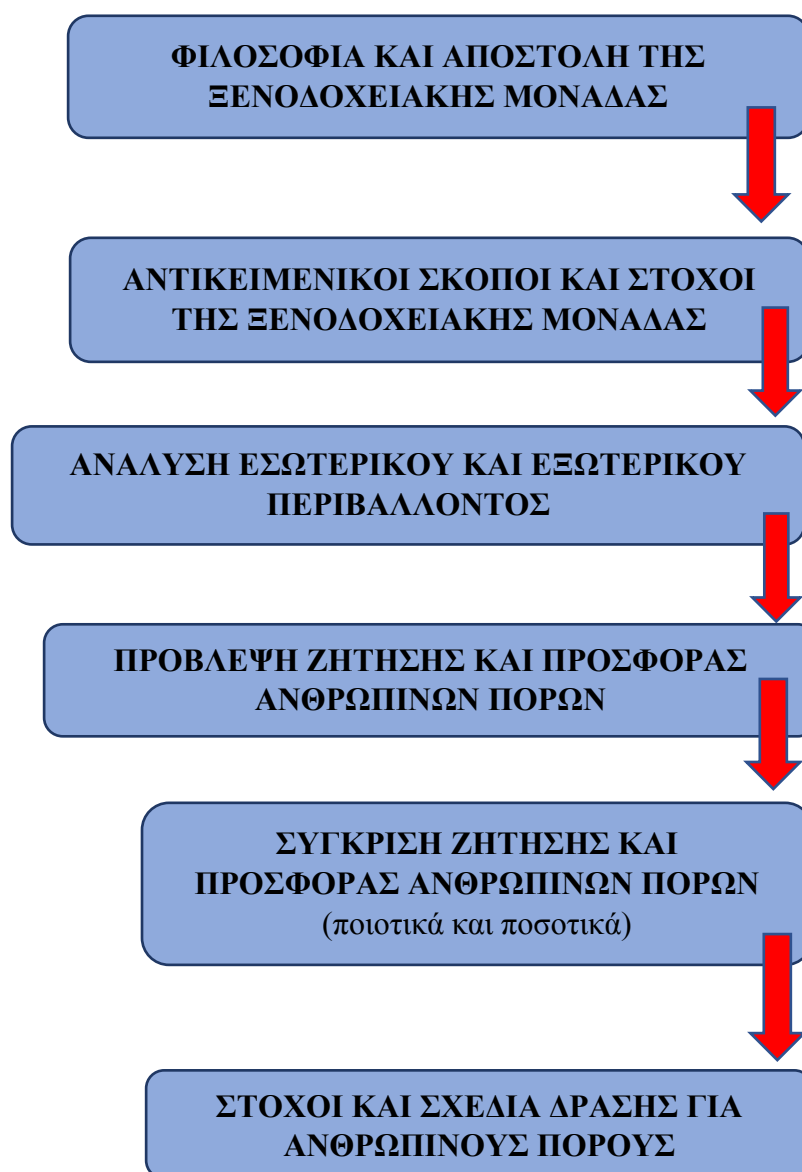 ΦΙΛΟΣΟΦΙΑ ΚΑΙ ΑΠΟΣΤΟΛΗ ΤΗΣ
ΞΕΝΟΔΟΧΕΙΑΚΗΣ ΜΟΝΑΔΑΣ
ΑΝΤΙΚΕΙΜΕΝΙΚΟΙ ΣΚΟΠΟΙ ΚΑΙ ΣΤΟΧΟΙ
ΤΗΣ ΞΕΝΟΔΟΧΕΙΑΚΗΣ ΜΟΝΑΔΑΣ
ΑΝΑΛΥΣΗ ΕΣΩΤΕΡΙΚΟΥ ΚΑΙ ΕΞΩΤΕΡΙΚΟΥ
ΠΕΡΙΒΑΛΛΟΝΤΟΣ
ΠΡΟΒΛΕΨΗ ΖΗΤΗΣΗΣ ΚΑΙ ΠΡΟΣΦΟΡΑΣ
ΑΝΘΡΩΠΙΝΩΝ ΠΟΡΩΝ
ΣΥΓΚΡΙΣΗ ΖΗΤΗΣΗΣ ΚΑΙ
ΠΡΟΣΦΟΡΑΣ ΑΝΘΡΩΠΙΝΩΝ ΠΟΡΩΝ
(ποιοτικά και ποσοτικά)
ΣΤΟΧΟΙ ΚΑΙ ΣΧΕΔΙΑ ΔΡΑΣΗΣ ΓΙΑ
ΑΝΘΡΩΠΙΝΟΥΣ ΠΟΡΟΥΣ